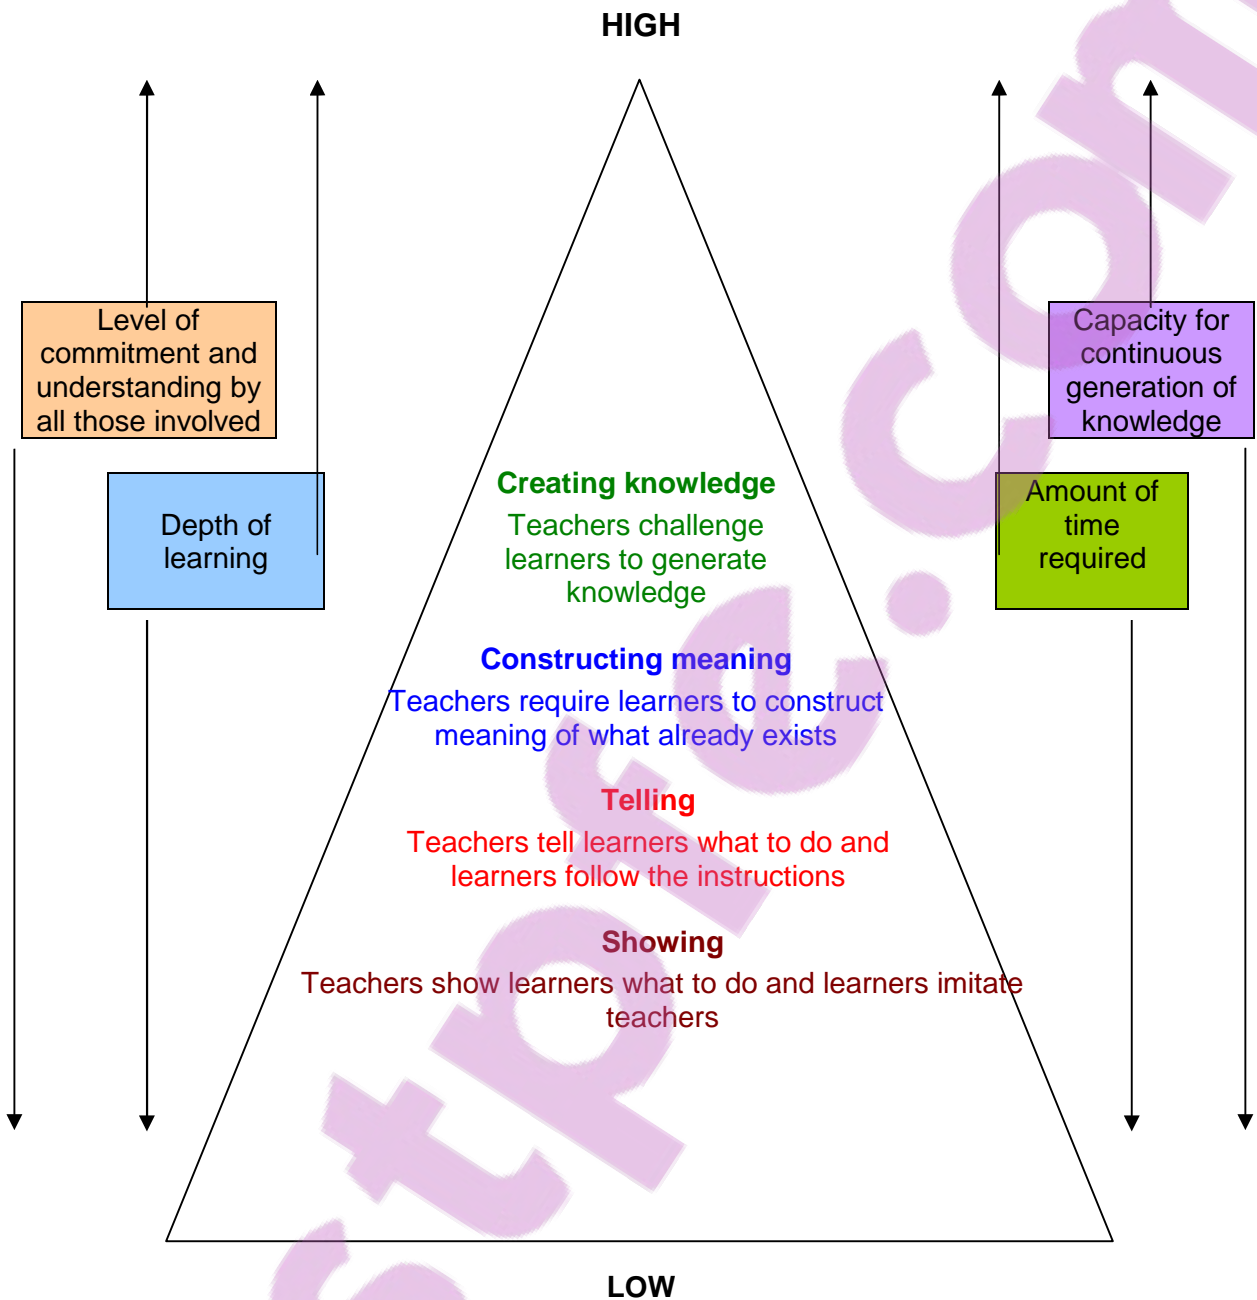 HIGH
Level of
commitment and
understanding by
all those involved
Capacity for
continuous
generation of
knowledge
Depth of
learning
Amount of
time
required
Creating knowledge
Teachers challenge
learners to generate
knowledge
Constructing meaning
Teachers require learners to construct
meaning of what already exists
Telling
Teachers tell learners what to do and
learners follow the instructions
Showing
Teachers show learners what to do and learners imitate
teachers
LOW
stpfe.com